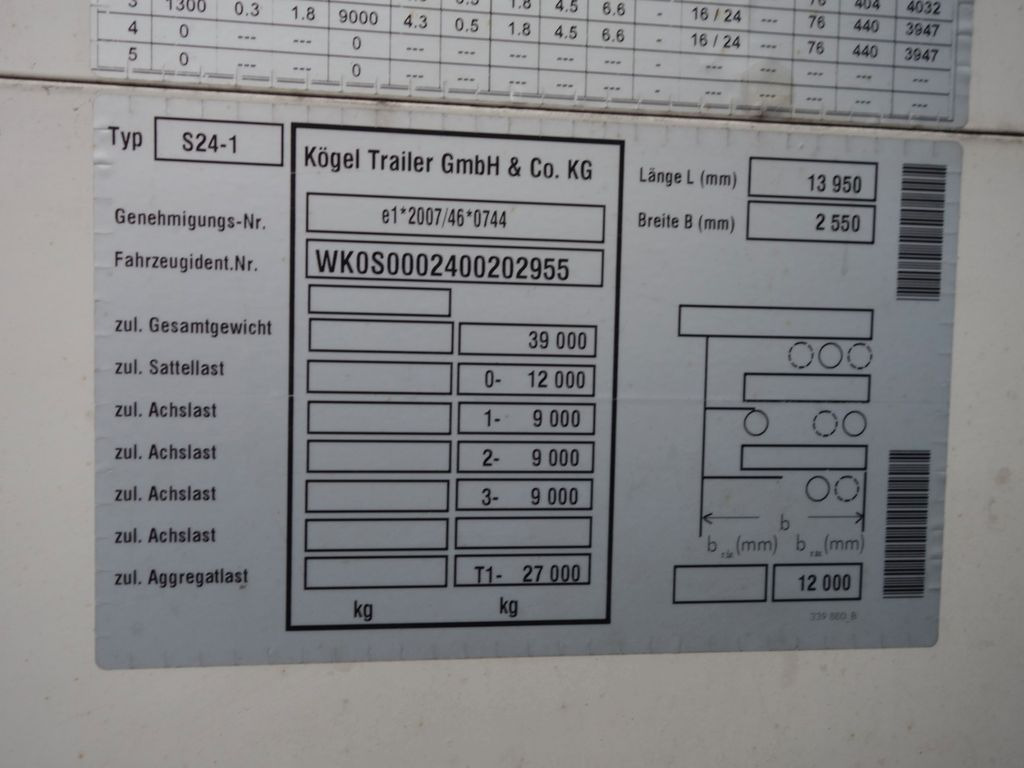 3 1300 0.3 1.8 9000 4.3 0.5 1.8 4.5 6.6 - 16 / 24 --- 76 404 4032
4 0 --- --- 0 4.3 0.5 1.8 4.5 6.6 - 16 / 24 --- 76 440 3947
5 0 --- --- 0 --- --- --- --- --- - --- --- 76 440 3947
Typ S24-1
Kögel Trailer GmbH & Co. KG
Länge L (mm) 13 950
Genehmigungs-Nr. e1*2007/46*0744
Breite B (mm) 2 550
Fahrzeugident.Nr. WK0S0002400202955
zul. Gesamtgewicht 39 000
zul. Sattellast 0- 12 000
zul. Achslast 1- 9 000
zul. Achslast 2- 9 000
zul. Achslast 3- 9 000
zul. Achslast
zul. Aggregatlast T1- 27 000
kg kg
b
b (mm) b (mm)
12 000
339 880 B